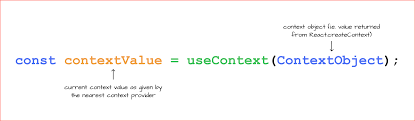 context object (i.e. value returned
from React.createContext)
const contextValue = useContext(ContextObject);
current context value as given by
the nearest context provider